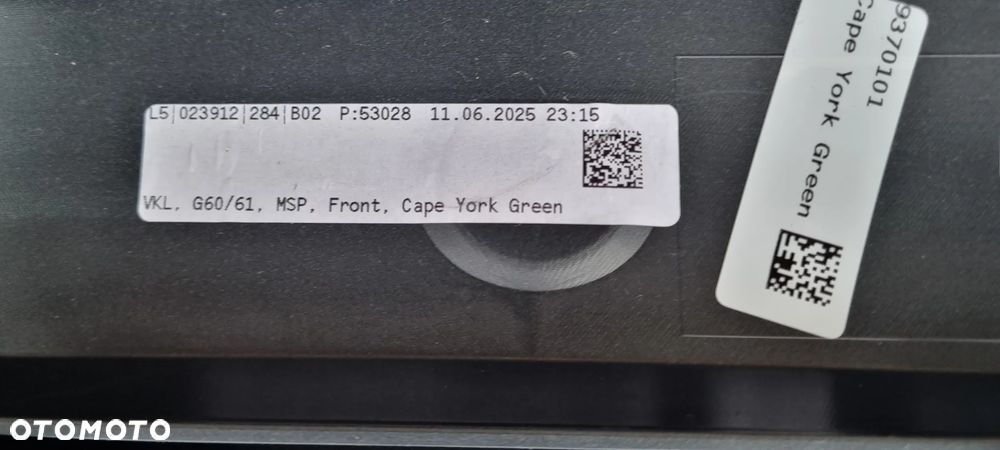 L5|023912|284|B02 P:53028 11.06.2025 23:15
VKL, G60/61, MSP, Front, Cape York Green
9370101
Cape York Green
OTOMOTO